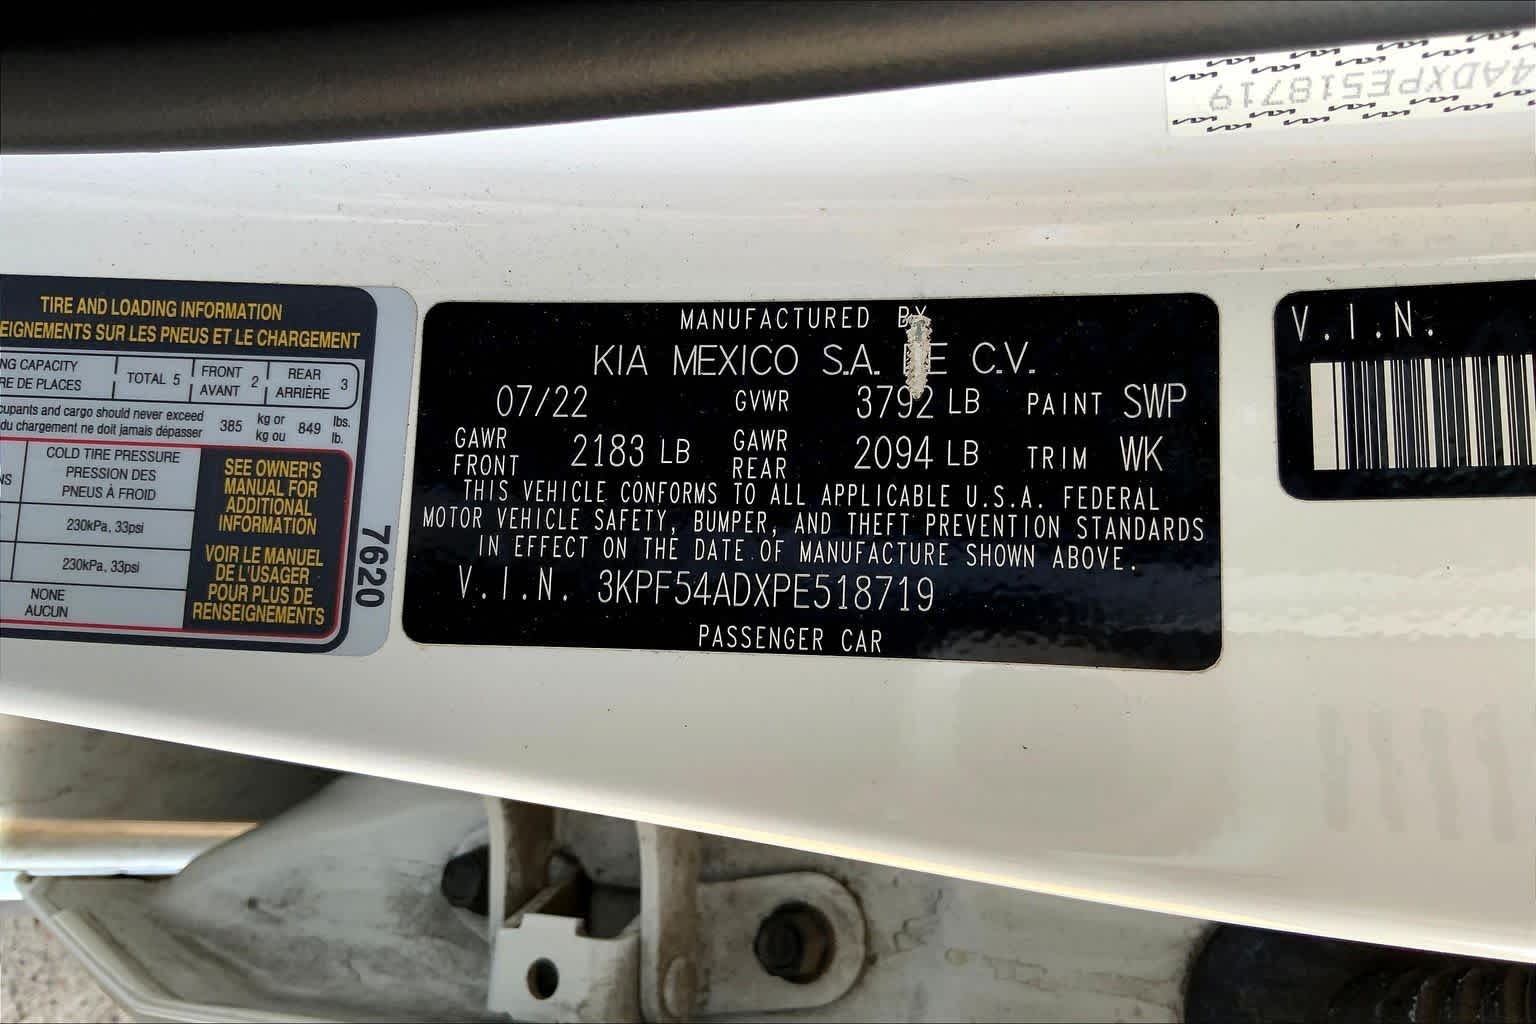 4ADXPE518719
TIRE AND LOADING INFORMATION
EIGNEMENTS SUR LES PNEUS ET LE CHARGEMENT
NG CAPACITY
RE DE PLACES
TOTAL 5
FRONT
AVANT 2
REAR
ARRIÈRE 3
cupants and cargo should never exceed
du chargement ne doit jamais dépasser
385
kg or
kg ou
849
lbs.
lb.
NS
COLD TIRE PRESSURE
PRESSION DES
PNEUS À FROID
230kPa, 33psi
230kPa, 33psi
NONE
AUCUN
SEE OWNER'S
MANUAL FOR
ADDITIONAL
INFORMATION
VOIR LE MANUEL
DE L'USAGER
POUR PLUS DE
RENSEIGNEMENTS
7620
MANUFACTURED BY
KIA MEXICO S.A. DE C.V.
07/22 GVWR 3792 LB PAINT SWP
GAWR FRONT 2183 LB GAWR REAR 2094 LB TRIM WK
THIS VEHICLE CONFORMS TO ALL APPLICABLE U.S.A. FEDERAL
MOTOR VEHICLE SAFETY, BUMPER, AND THEFT PREVENTION STANDARDS
IN EFFECT ON THE DATE OF MANUFACTURE SHOWN ABOVE.
V.I.N. 3KPF54ADXPE518719
PASSENGER CAR
V.I.N.